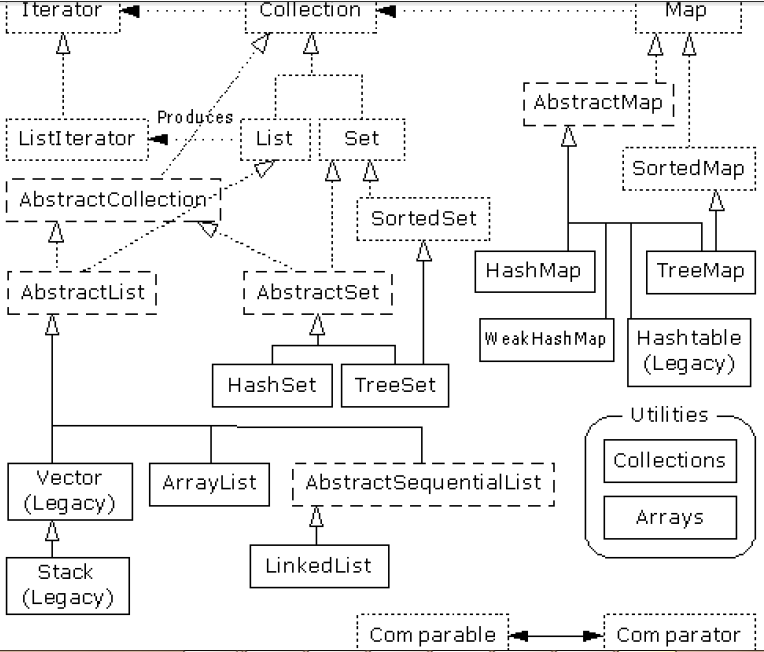 Iterator
Collection
Map
Produces
AbstractMap
ListIterator
List
Set
SortedMap
AbstractCollection
SortedSet
HashMap
TreeMap
AbstractList
AbstractSet
WeakHashMap
Hashtable
(Legacy)
HashSet
TreeSet
Utilities
Collections
Vector
(Legacy)
ArrayList
AbstractSequentialList
Arrays
LinkedList
Stack
(Legacy)
Comparable
Comparator